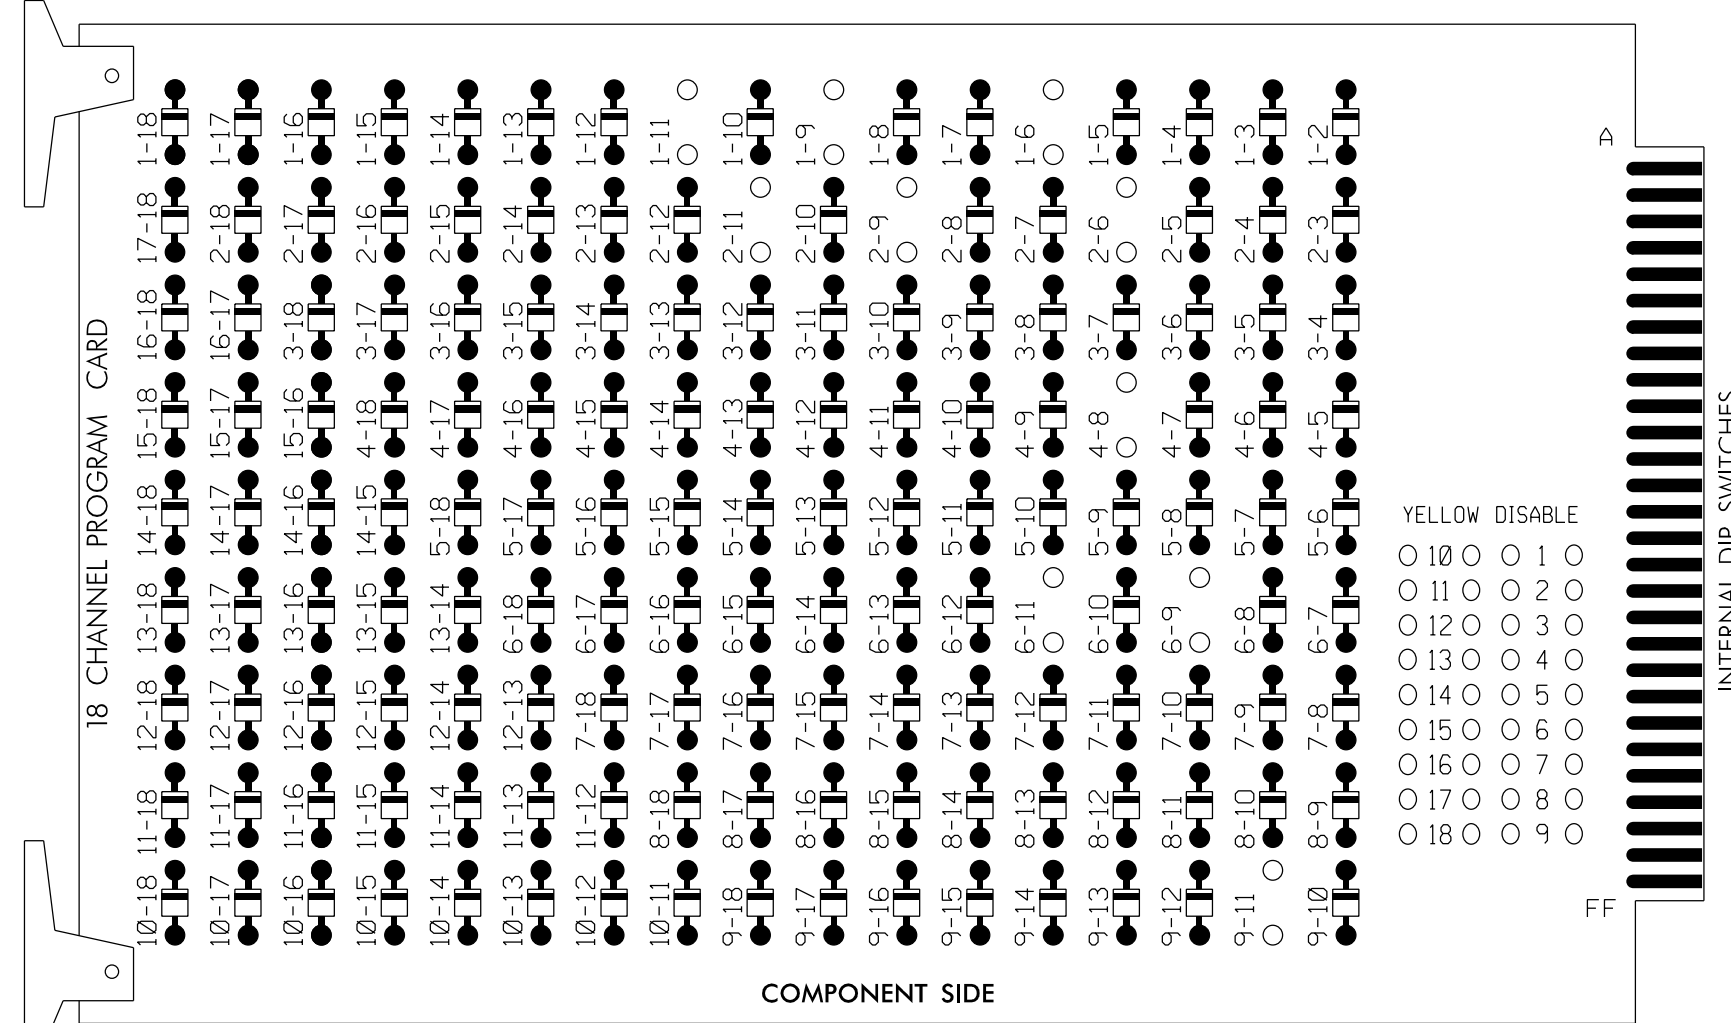 1-18 1-17 1-16 1-15 1-14 1-13 1-12 1-11 1-10 1-9 1-8 1-7 1-6 1-5 1-4 1-3 1-2
17-18 2-18 2-17 2-16 2-15 2-14 2-13 2-12 2-11 2-10 2-9 2-8 2-7 2-6 2-5 2-4 2-3
16-18 16-17 3-18 3-17 3-16 3-15 3-14 3-13 3-12 3-11 3-10 3-9 3-8 3-7 3-6 3-5 3-4
15-18 15-17 15-16 4-18 4-17 4-16 4-15 4-14 4-13 4-12 4-11 4-10 4-9 4-8 4-7 4-6 4-5
14-18 14-17 14-16 14-15 5-18 5-17 5-16 5-15 5-14 5-13 5-12 5-11 5-10 5-9 5-8 5-7 5-6
13-18 13-17 13-16 13-15 13-14 6-18 6-17 6-16 6-15 6-14 6-13 6-12 6-11 6-10 6-9 6-8 6-7
12-18 12-17 12-16 12-15 12-14 12-13 7-18 7-17 7-16 7-15 7-14 7-13 7-12 7-11 7-10 7-9 7-8
11-18 11-17 11-16 11-15 11-14 11-13 11-12 8-18 8-17 8-16 8-15 8-14 8-13 8-12 8-11 8-10 8-9
10-18 10-17 10-16 10-15 10-14 10-13 10-12 10-11 9-18 9-17 9-16 9-15 9-14 9-13 9-12 9-11 9-10
18 CHANNEL PROGRAM CARD
A
YELLOW DISABLE
10 1
11 2
12 3
13 4
14 5
15 6
16 7
17 8
18 9
FF
INTERNAL DIP SWITCHES
COMPONENT SIDE